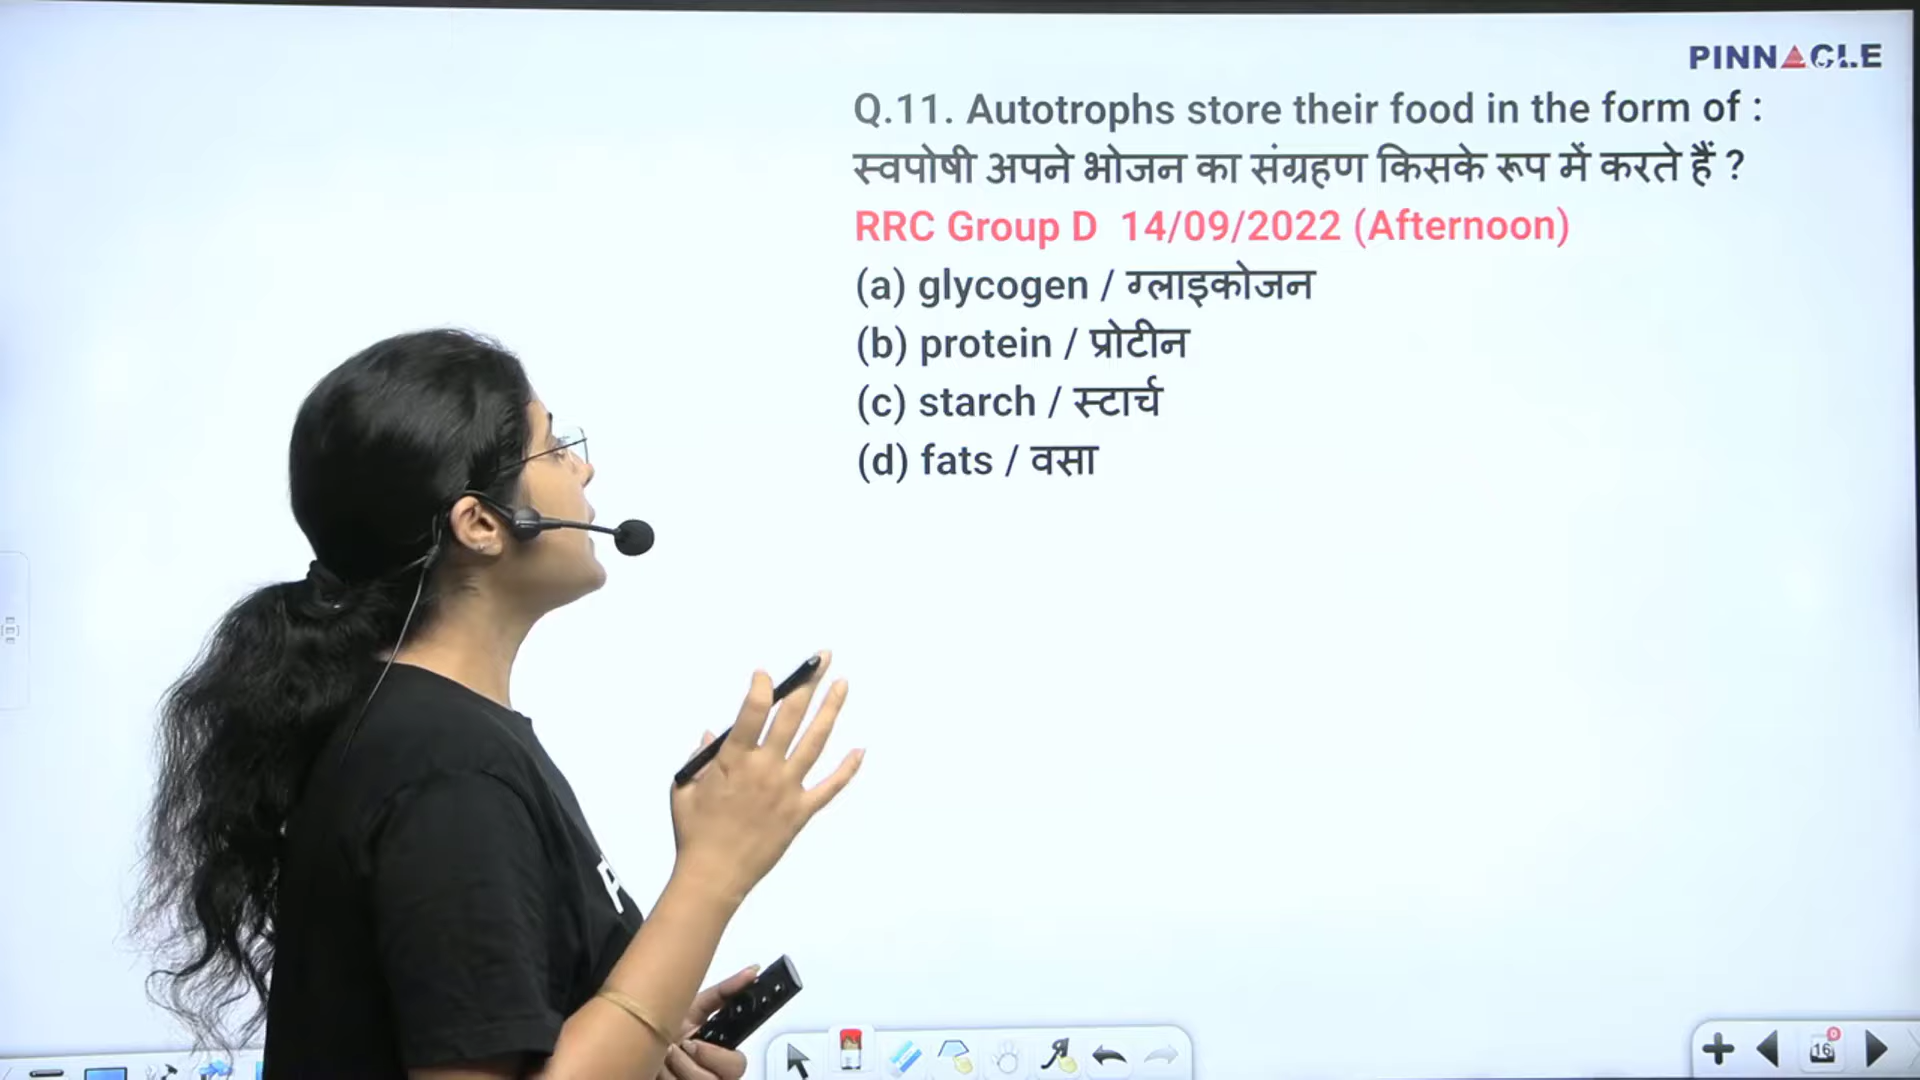 PINNACLE
Q.11. Autotrophs store their food in the form of :
स्वपोषी अपने भोजन का संग्रहण किसके रूप में करते हैं ?
RRC Group D 14/09/2022 (Afternoon)
(a) glycogen / ग्लाइकोजन
(b) protein / प्रोटीन
(c) starch / स्टार्च
(d) fats / वसा
16